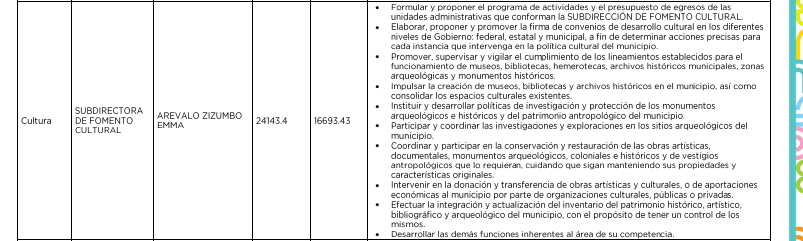 Cultura
SUBDIRECTORA
DE FOMENTO
CULTURAL
AREVALO ZIZUMBO
EMMA
24143.4
16693.43
• Formular y proponer el programa de actividades y el presupuesto de egresos de las
unidades administrativas que conforman la SUBDIRECCIÓN DE FOMENTO CULTURAL.
• Elaborar, proponer y promover la firma de convenios de desarrollo cultural en los diferentes
niveles de Gobierno: federal, estatal y municipal, a fin de determinar acciones precisas para
cada instancia que intervenga en la política cultural del municipio.
• Promover, supervisar y vigilar el cumplimiento de los lineamientos establecidos para el
funcionamiento de museos, bibliotecas, hemerotecas, archivos históricos municipales, zonas
arqueológicas y monumentos históricos.
• Impulsar la creación de museos, bibliotecas y archivos históricos en el municipio, así como
consolidar los espacios culturales existentes.
• Instituir y desarrollar políticas de investigación y protección de los monumentos
arqueológicos e históricos y del patrimonio antropológico del municipio.
• Participar y coordinar las investigaciones y exploraciones en los sitios arqueológicos del
municipio.
• Coordinar y participar en la conservación y restauración de las obras artísticas,
documentales, monumentos arqueológicos, coloniales e históricos y de vestigios
antropológicos que lo requieran, cuidando que sigan manteniendo sus propiedades y
características originales.
• Intervenir en la donación y transferencia de obras artísticas y culturales, o de aportaciones
económicas al municipio por parte de organizaciones culturales, públicas o privadas.
• Efectuar la integración y actualización del inventario del patrimonio histórico, artistico,
bibliográfico y arqueológico del municipio, con el propósito de tener un control de los
mismos.
• Desarrollar las demás funciones inherentes al área de su competencia.